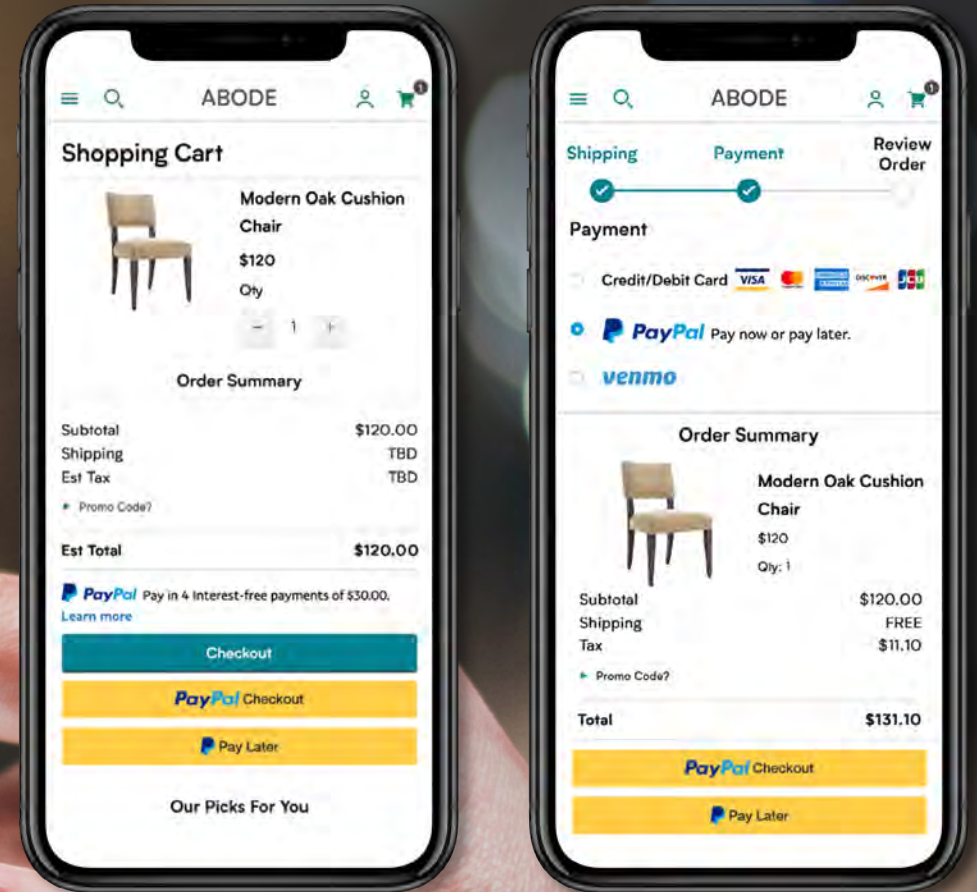 ABODE
1
Shopping Cart
Modern Oak Cushion
Chair
$120
Qty
- 1 +
Order Summary
Subtotal $120.00
Shipping TBD
Est Tax TBD
Promo Code?
Est Total $120.00
PayPal Pay in 4 Interest-free payments of $30.00.
Learn more
Checkout
PayPal Checkout
Pay Later
Our Picks For You
ABODE
1
Shipping Payment Review
Order
Payment
Credit/Debit Card VISA DISCOVER JCB
PayPal Pay now or pay later.
venmo
Order Summary
Modern Oak Cushion
Chair
$120
Qty: 1
Subtotal $120.00
Shipping FREE
Tax $11.10
Promo Code?
Total $131.10
PayPal Checkout
Pay Later